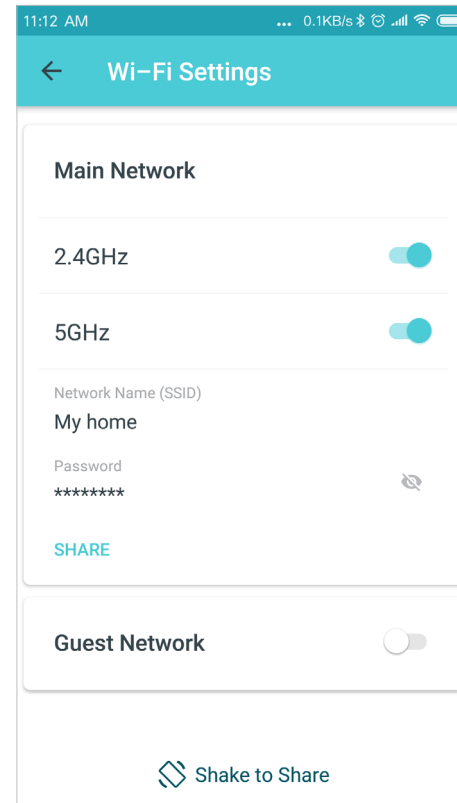 11:12 AM ... 0.1KB/s
Wi-Fi Settings
Main Network
2.4GHz
5GHz
Network Name (SSID)
My home
Password
********
SHARE
Guest Network
Shake to Share